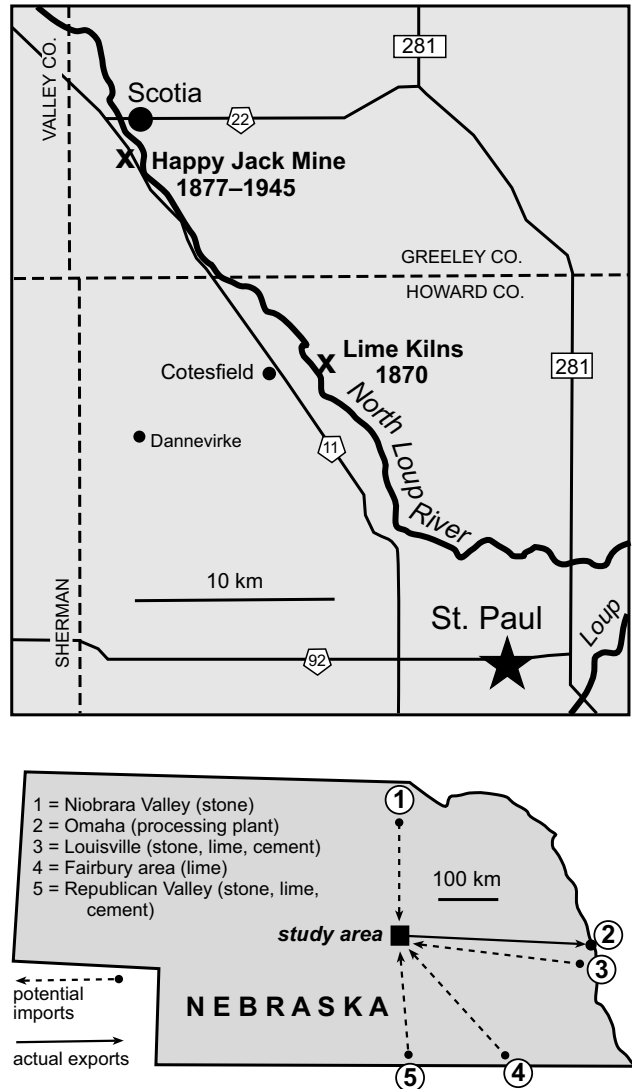 281
VALLEY CO.
Scotia
22
Happy Jack Mine
1877–1945
GREELEY CO.
HOWARD CO.
Lime Kilns
1870
281
Cotesfield
North
Loup
River
Dannevirke
11
10 km
SHERMAN
St. Paul
Loup
92
1 = Niobrara Valley (stone)
2 = Omaha (processing plant)
3 = Louisville (stone, lime, cement)
4 = Fairbury area (lime)
5 = Republican Valley (stone, lime,
cement)
1
100 km
study area
2
3
potential
imports
NEBRASKA
actual exports
5
4